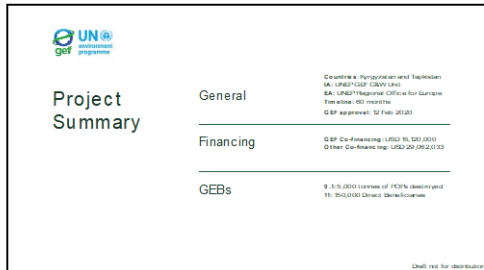 gef
UN
environment
programme
Project
Summary
General
Countries: Kyrgyzstan and Tajikistan
IA: UNEP GEF C&W Unit
EA: UNEP Regional Office for Europe
Timeline: 60 months
GEF approval: 12 Feb 2020
Financing
GEF Co-financing: USD 15,120,000
Other Co-financing: USD 29,062,033
GEBs
9.1: 5,000 tonnes of POPs destroyed
11: 150,000 Direct Beneficiaries
Draft not for distribution